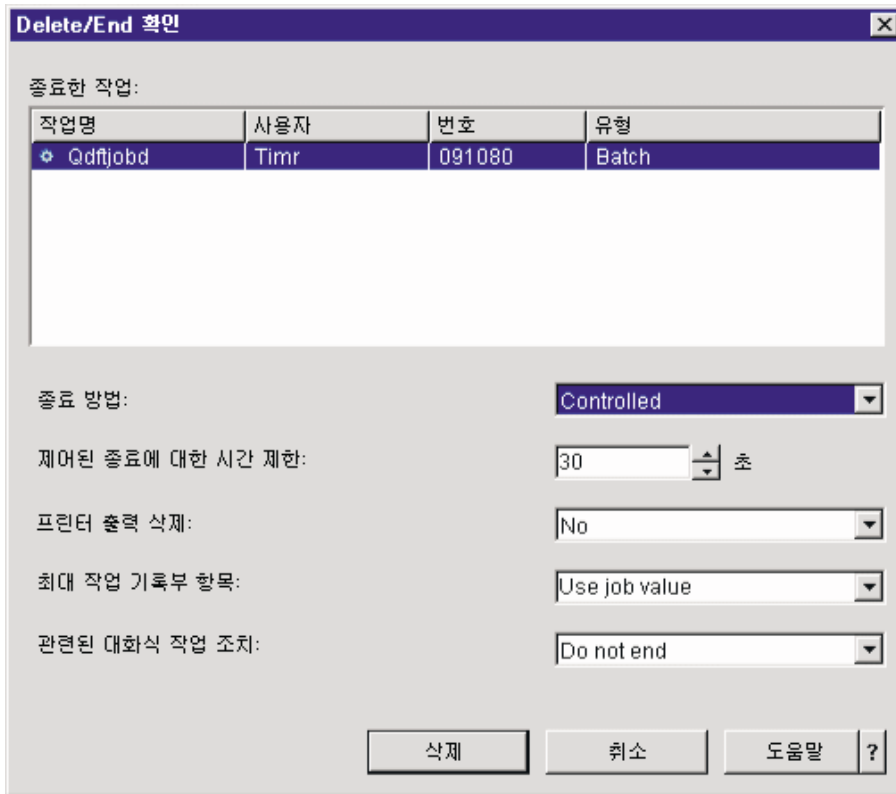 Delete/End 확인
종료한 작업:
작업명 사용자 번호 유형
Qdftjobd Timr 091080 Batch
종료 방법: Controlled
제어된 종료에 대한 시간 제한: 30 초
프린터 출력 삭제: No
최대 작업 기록부 항목: Use job value
관련된 대화식 작업 조치: Do not end
삭제 취소 도움말 ?